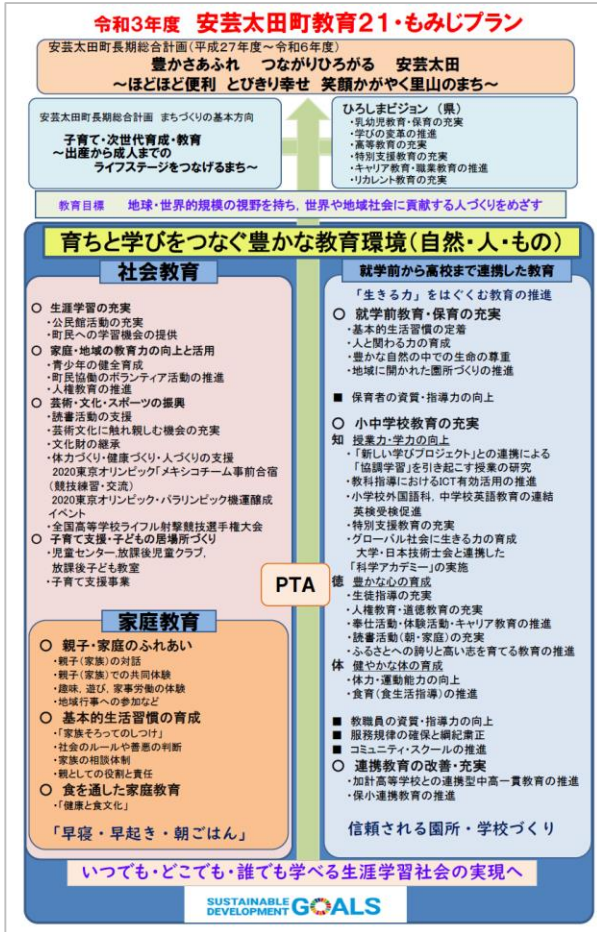 令和3年度 安芸太田町教育21・もみじプラン
安芸太田町長期総合計画(平成27年度~令和6年度)
豊かさあふれ つながりひろがる 安芸太田
~ほどほど便利 とびきり幸せ 笑顔かがやく里山のまち~
安芸太田町総合計画 まちづくりの基本方向
子育て・次世代育成・教育
~出産から成人までの
ライフステージをつなげるまち~
ひろしまビジョン (県)
・乳幼児教育・保育の充実
・学びの変革の推進
・高等教育の充実
・特別支援教育の充実
・キャリア教育・職業教育の推進
・リカレント教育の充実
教育目標 地球・世界的規模の視野を持ち,世界や地域社会に貢献する人づくりをめざす
育ちと学びをつなぐ豊かな教育環境(自然・人・もの)
社会教育
○ 生涯学習の充実
・公民館活動の充実
・町民への学習機会の提供
○ 家庭・地域の教育力の向上と活用
・青少年の健全育成
・町民協働のボランティア活動の推進
・人権教育の推進
○ 芸術・文化・スポーツの振興
・読書活動の支援
・芸術文化に触れ親しむ機会の充実
・文化財の継承
・体力づくり・健康づくり・人づくりの支援
2020東京オリンピック「メキシコチーム事前合宿
(競技練習・交流)
2020東京オリンピック・パラリンピック機運醸成
イベント
・全国高等学校ライフル射撃競技選手権大会
○ 子育て支援・子どもの居場所づくり
・児童センター,放課後児童クラブ,
放課後子ども教室
・子育て支援事業
家庭教育
○ 親子・家庭のふれあい
・親子(家族)の対話
・親子(家族)での共同体験
・趣味,遊び,家事労働の体験
・地域行事への参加など
○ 基本的生活習慣の育成
・「家族そろってのしつけ」
・社会のルールや善悪の判断
・家族の相談体制
・親としての役割と責任
○ 食を通した家庭教育
・「健康と食文化」
「早寝・早起き・朝ごはん」
PTA
就学前から高校まで連携した教育
「生きる力」をはぐくむ教育の推進
○ 就学前教育・保育の充実
・基本的生活習慣の定着
・人と関わる力の育成
・豊かな自然の中での生命の尊重
・地域に開かれた園所づくりの推進
■ 保育者の資質・指導力の向上
○ 小中学校教育の充実
知 授業力・学力の向上
・「新しい学びプロジェクト」との連携による
「協調学習」を引き起こす授業の研究
・教科指導におけるICT有効活用の推進
・小学校外国語科,中学校英語教育の連結
英検受検促進
・特別支援教育の充実
・グローバル社会に生きる力の育成
大学・日本技術士会と連携した
「科学アカデミー」の実施
徳 豊かな心の育成
・生徒指導の充実
・人権教育・道徳教育の充実
・奉仕活動・体験活動・キャリア教育の推進
・読書活動(朝・家庭)の充実
・ふるさとへの誇りと高い志を育てる教育の推進
体 健やかな体の育成
・体力・運動能力の向上
・食育(食生活指導)の推進
■ 教職員の資質・指導力の向上
■ 服務規律の確保と綱紀粛正
■ コミュニティ・スクールの推進
○ 連携教育の改善・充実
・加計高等学校との連携型中高一貫教育の推進
・保小連携教育の推進
信頼される園所・学校づくり
いつでも・どこでも・誰でも学べる生涯学習社会の実現へ
SUSTAINABLE
DEVELOPMENT GOALS